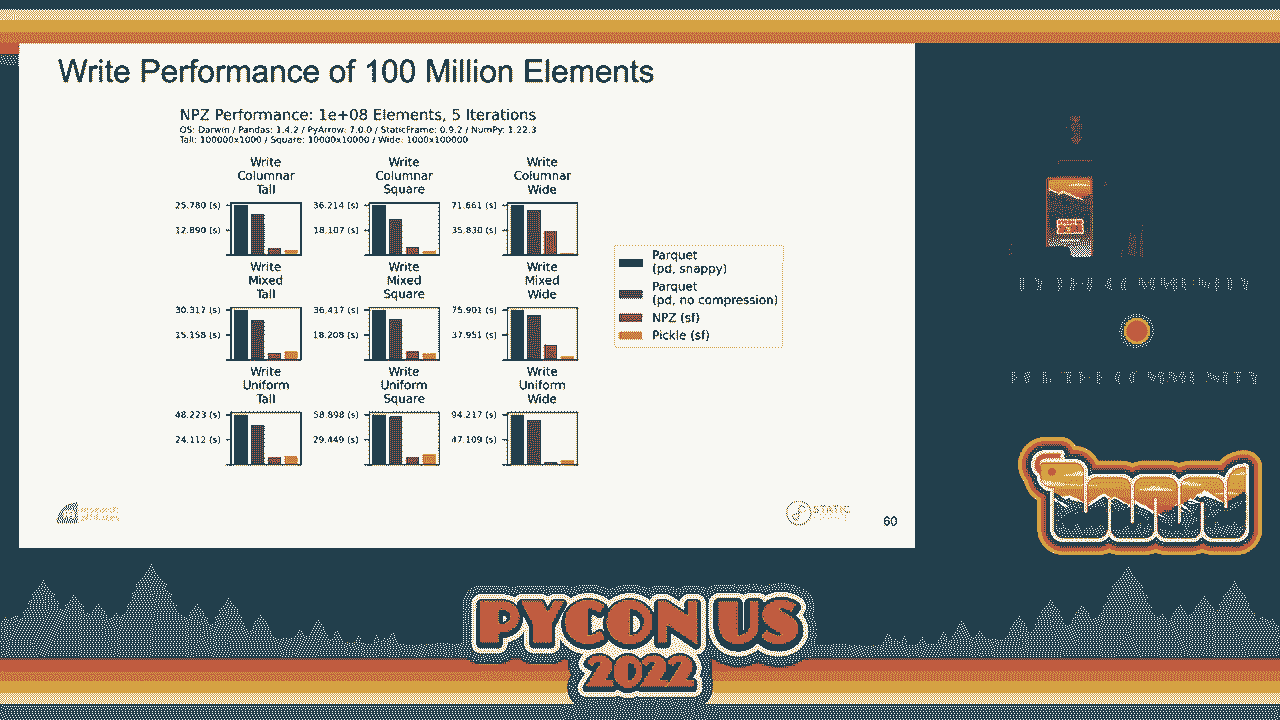 Write Performance of 100 Million Elements
NPZ Performance: 1e+08 Elements, 5 Iterations
OS: Darwin / Pandas: 1.4.2 / PyArrow: 7.0.0 / StaticFrame: 0.9.2 / NumPy: 1.22.3
Tall: 100000x1000 / Square: 10000x10000 / Wide: 1000x100000
Write
Columnar
Tall
25.780 (s)
12.890 (s)
Write
Columnar
Square
36.214 (s)
18.107 (s)
Write
Columnar
Wide
71.661 (s)
35.830 (s)
Write
Mixed
Tall
30.317 (s)
15.158 (s)
Write
Mixed
Square
36.417 (s)
18.208 (s)
Write
Mixed
Wide
75.901 (s)
37.951 (s)
Write
Uniform
Tall
48.223 (s)
24.112 (s)
Write
Uniform
Square
58.898 (s)
29.449 (s)
Write
Uniform
Wide
94.217 (s)
47.109 (s)
Parquet
(pd, snappy)
Parquet
(pd, no compression)
NPZ (sf)
Pickle (sf)
STATIC
60
COMMUNITY
FOR THE COMMUNITY
PYCON US
2022